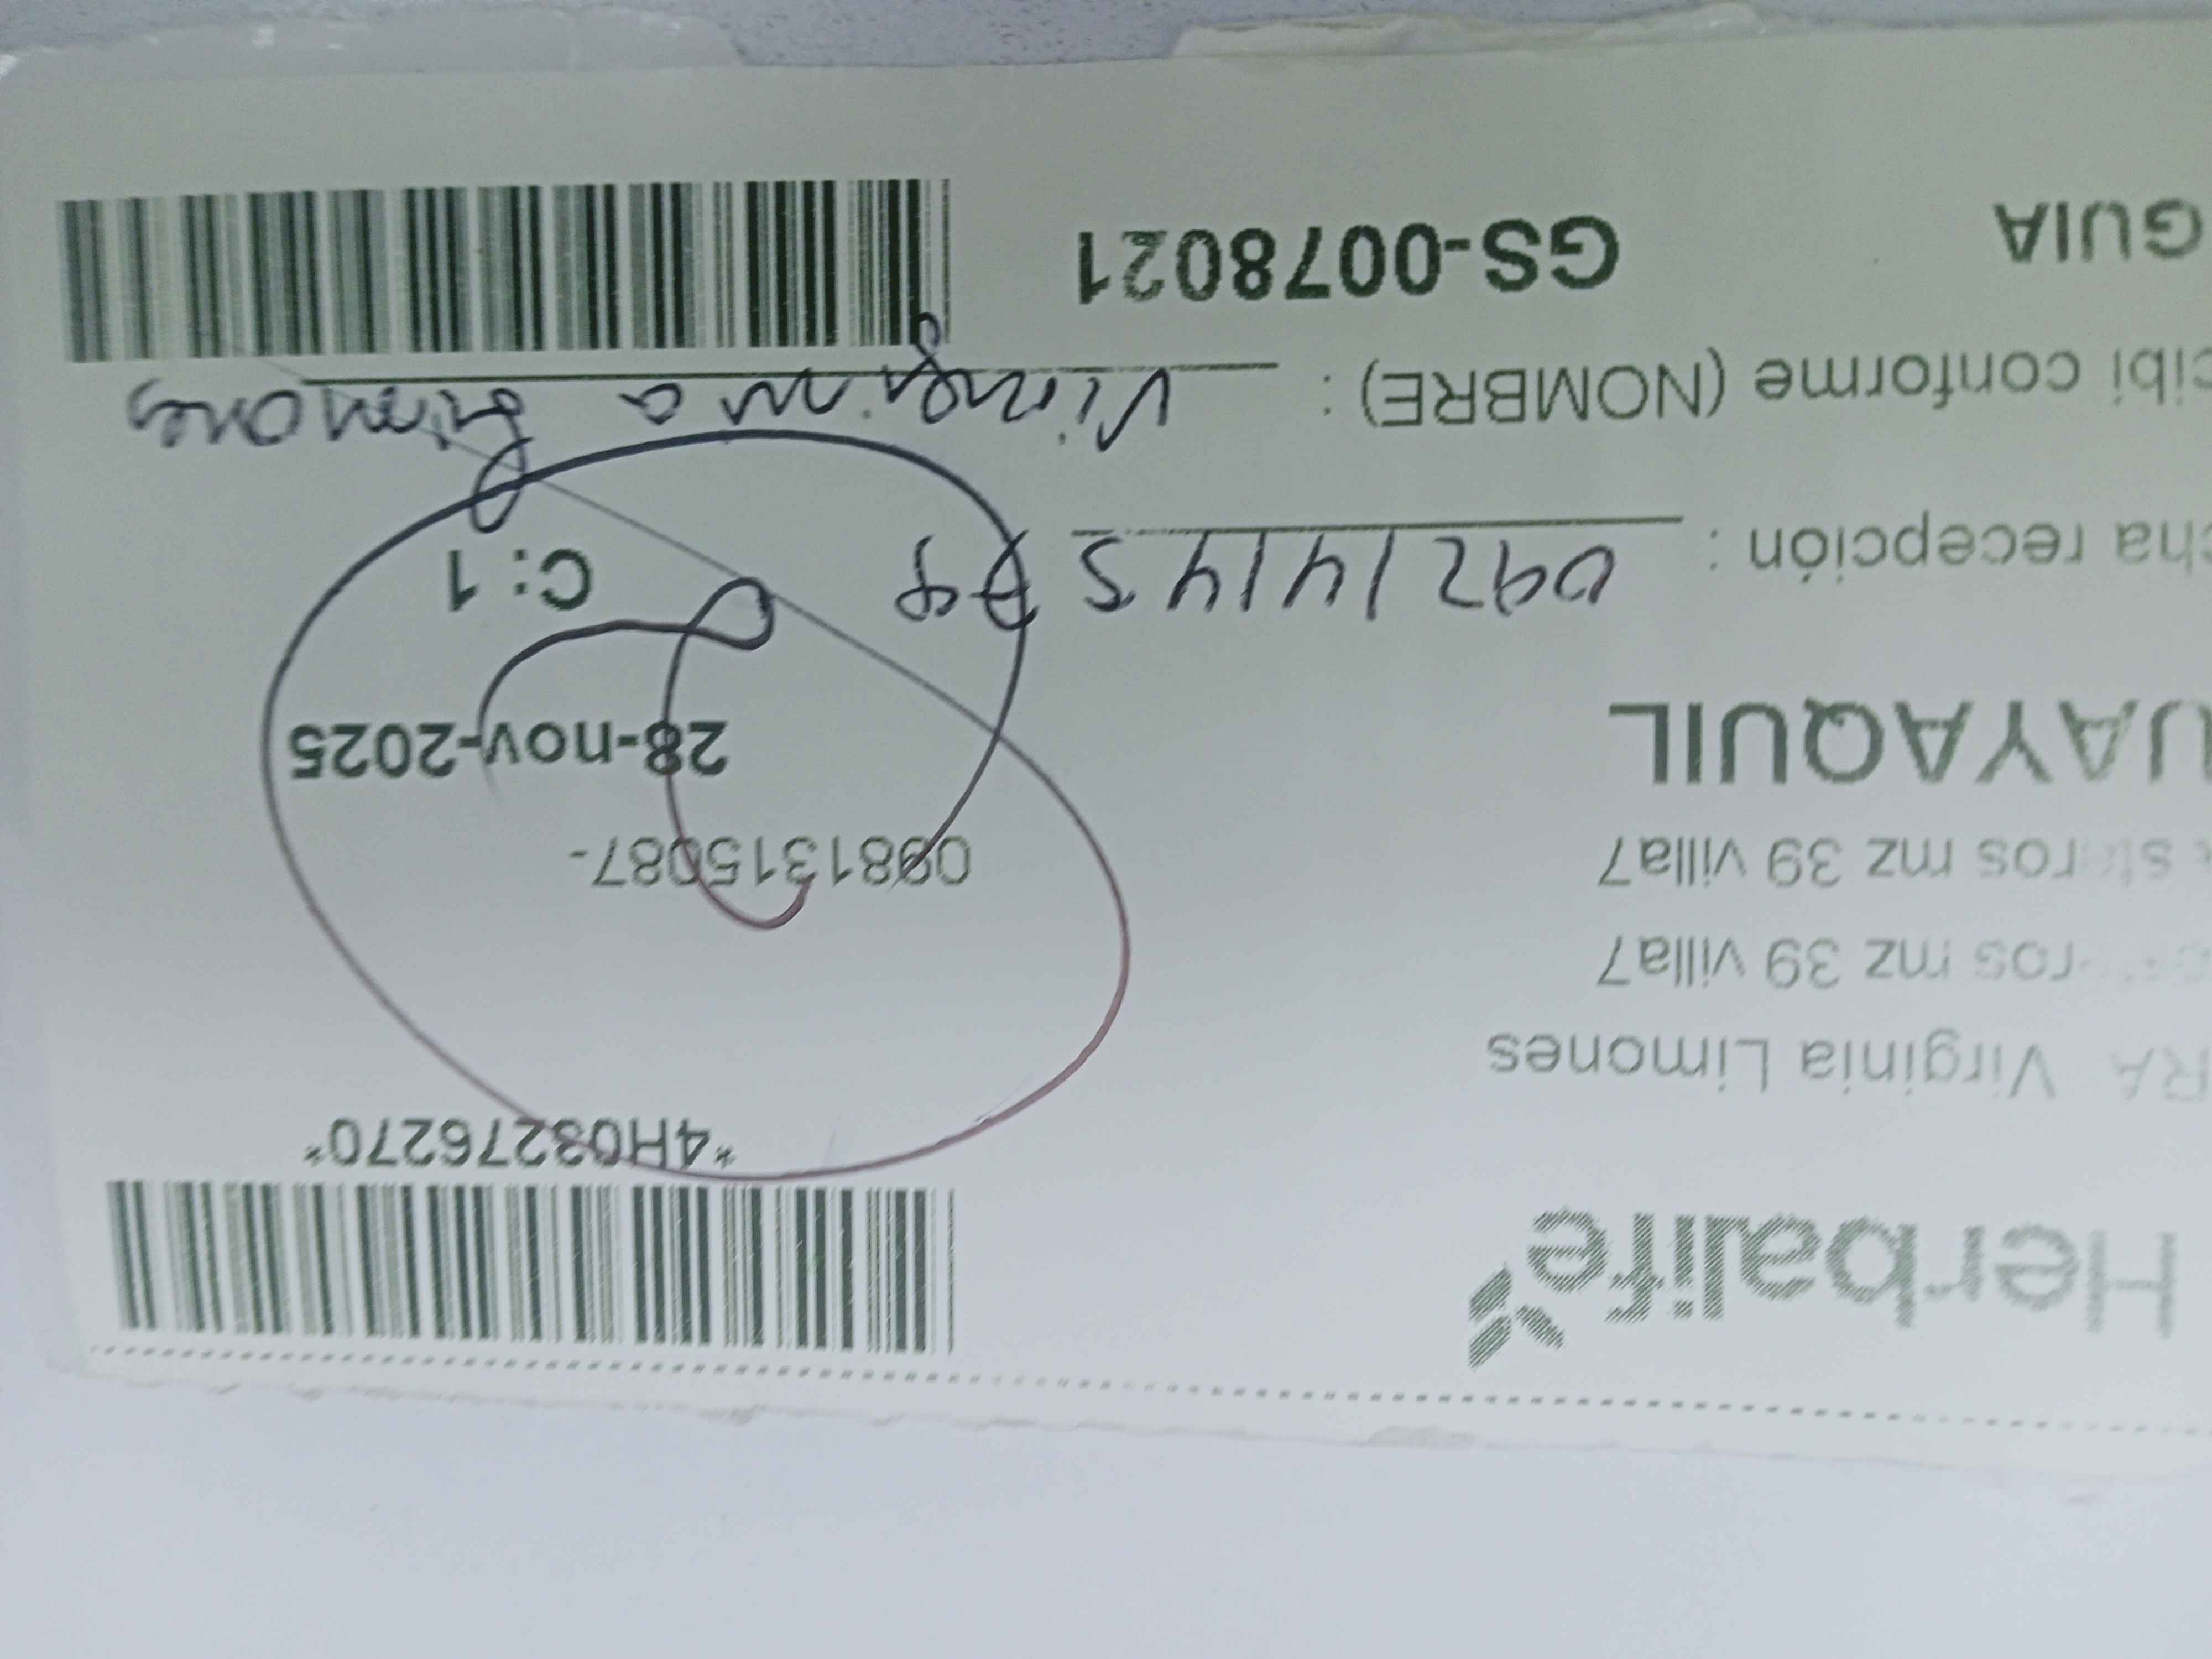 Herbalife
*4H03276270*
RA Virginia Limones
ros mz 39 villa7
ros mz 39 villa7
0981315087-
UAYAQUIL
28-nov-2025
C: 1
cha recepción :
cibi conforme (NOMBRE) : Virginia Limones
GUIA GS-0078021